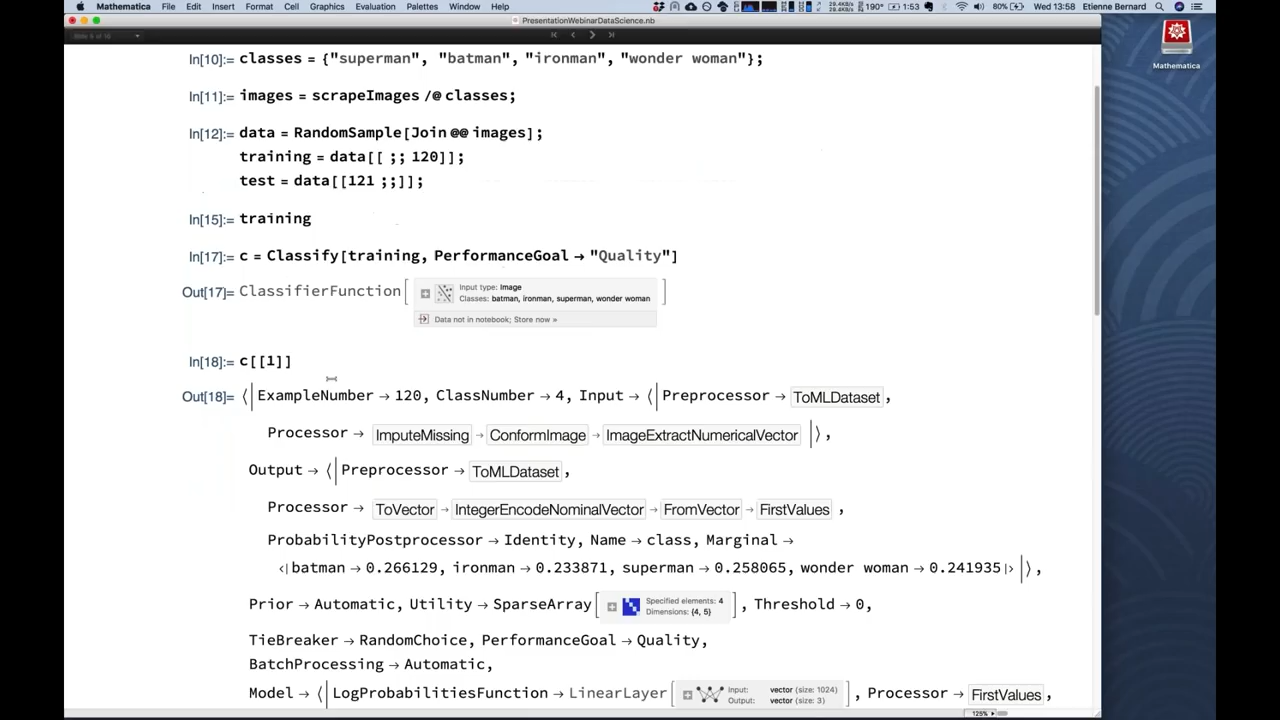 Mathematica File Edit Insert Format Cell Graphics Evaluation Palettes Window Help 29.4KB/s 190° 1:53 80% Wed 13:58 Etienne Bernard
PresentationWebinarDataScience.nb
Mathematica
In[10]:= classes = {"superman", "batman", "ironman", "wonder woman"};
In[11]:= images = scrapeImages /@ classes;
In[12]:= data = RandomSample[Join @@ images];
training = data[[ ;; 120]];
test = data[[121 ;;]];
In[15]:= training
In[17]:= c = Classify[training, PerformanceGoal → "Quality"]
Out[17]= ClassifierFunction[ Input type: Image
Classes: batman, ironman, superman, wonder woman ]
Data not in notebook; Store now »
In[18]:= c[[1]]
Out[18]= ⟨| ExampleNumber → 120, ClassNumber → 4, Input → ⟨| Preprocessor → ToMLDataset ,
Processor → ImputeMissing → ConformImage → ImageExtractNumericalVector |⟩ ,
Output → ⟨| Preprocessor → ToMLDataset ,
Processor → ToVector → IntegerEncodeNominalVector → FromVector → FirstValues ,
ProbabilityPostprocessor → Identity, Name → class, Marginal →
<| batman → 0.266129, ironman → 0.233871, superman → 0.258065, wonder woman → 0.241935 |> |⟩ ,
Prior → Automatic, Utility → SparseArray[ Specified elements: 4
Dimensions: {4, 5} ], Threshold → 0,
TieBreaker → RandomChoice, PerformanceGoal → Quality,
BatchProcessing → Automatic,
Model → ⟨| LogProbabilitiesFunction → LinearLayer[ Input: vector (size: 1024)
Output: vector (size: 3) ], Processor → FirstValues ,
125%